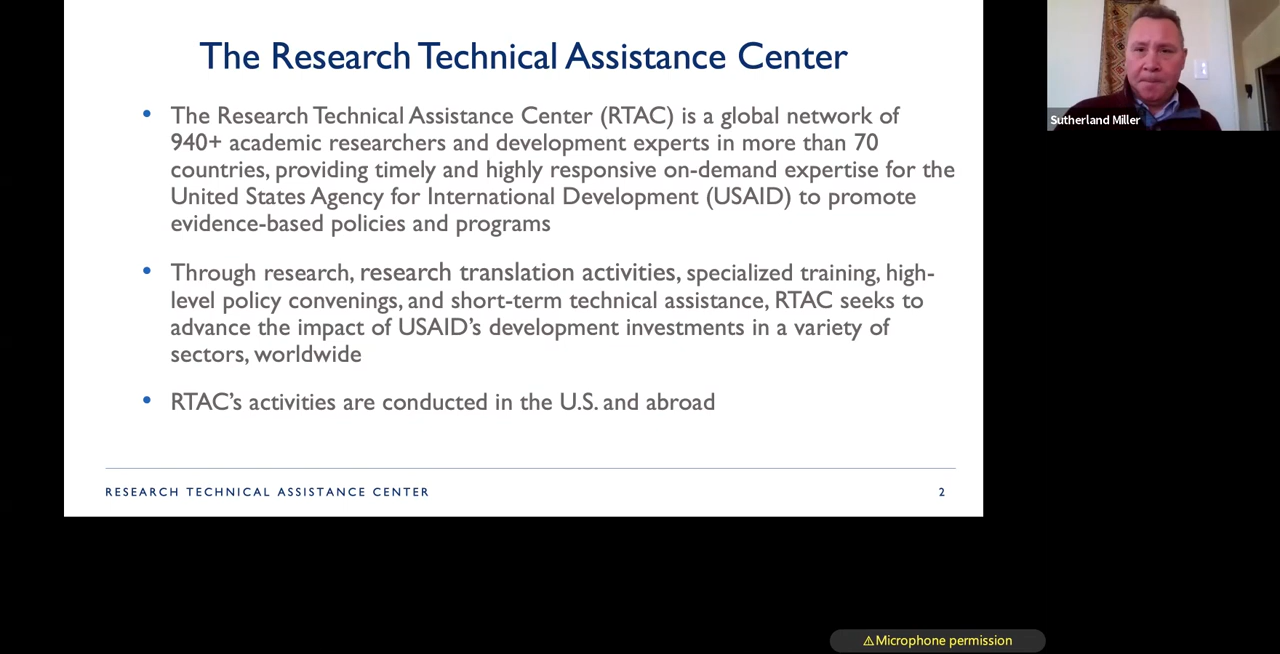 The Research Technical Assistance Center
• The Research Technical Assistance Center (RTAC) is a global network of
940+ academic researchers and development experts in more than 70
countries, providing timely and highly responsive on-demand expertise for the
United States Agency for International Development (USAID) to promote
evidence-based policies and programs
• Through research, research translation activities, specialized training, high-
level policy convenings, and short-term technical assistance, RTAC seeks to
advance the impact of USAID’s development investments in a variety of
sectors, worldwide
• RTAC’s activities are conducted in the U.S. and abroad
RESEARCH TECHNICAL ASSISTANCE CENTER
2
Sutherland Miller
⚠Microphone permission